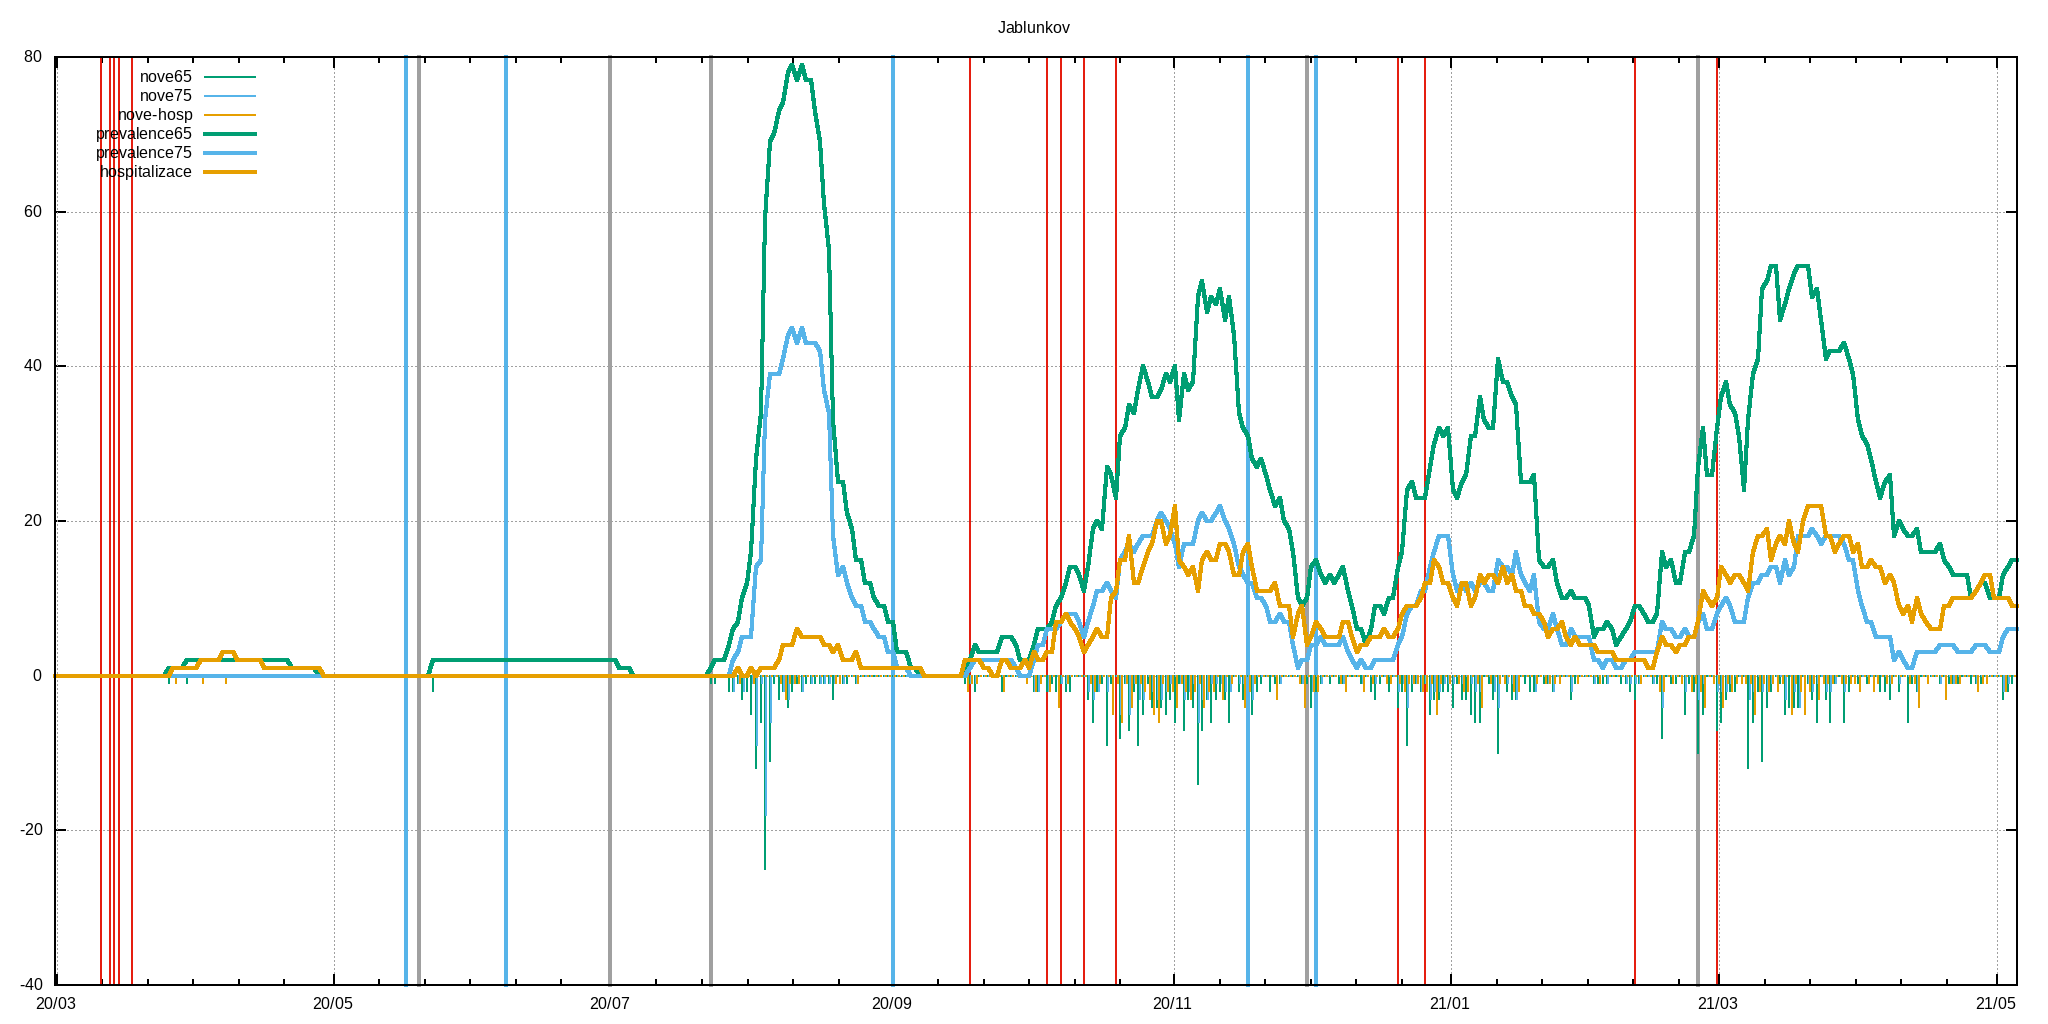 Jablunkov
80
60
40
20
0
-20
-40
nove65
nove75
nove-hosp
prevalence65
prevalence75
hospitalizace
20/03
20/05
20/07
20/09
20/11
21/01
21/03
21/05